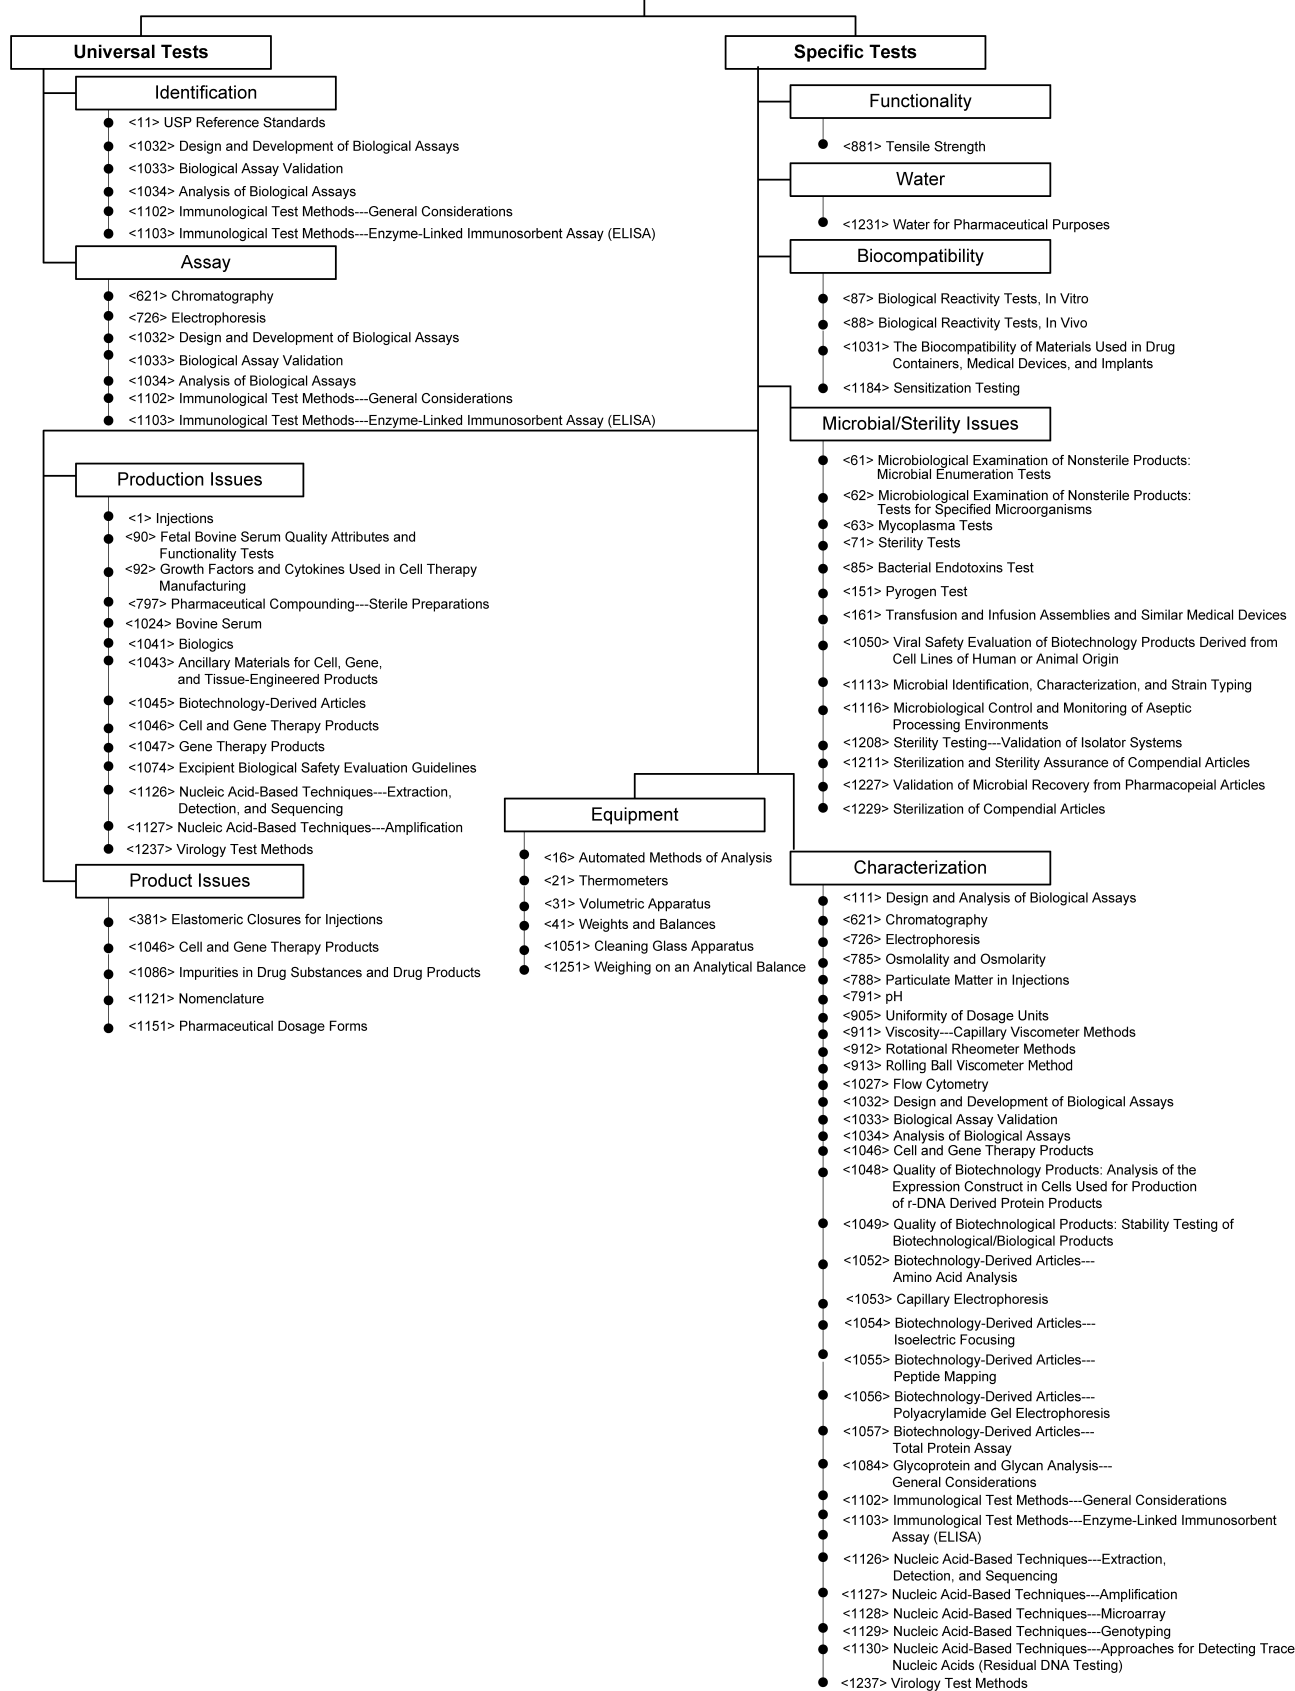 Universal Tests
Identification
<11> USP Reference Standards
<1032> Design and Development of Biological Assays
<1033> Biological Assay Validation
<1034> Analysis of Biological Assays
<1102> Immunological Test Methods---General Considerations
<1103> Immunological Test Methods---Enzyme-Linked Immunosorbent Assay (ELISA)
Assay
<621> Chromatography
<726> Electrophoresis
<1032> Design and Development of Biological Assays
<1033> Biological Assay Validation
<1034> Analysis of Biological Assays
<1102> Immunological Test Methods---General Considerations
<1103> Immunological Test Methods---Enzyme-Linked Immunosorbent Assay (ELISA)
Specific Tests
Functionality
<881> Tensile Strength
Water
<1231> Water for Pharmaceutical Purposes
Biocompatibility
<87> Biological Reactivity Tests, In Vitro
<88> Biological Reactivity Tests, In Vivo
<1031> The Biocompatibility of Materials Used in Drug
Containers, Medical Devices, and Implants
<1184> Sensitization Testing
Microbial/Sterility Issues
<61> Microbiological Examination of Nonsterile Products:
Microbial Enumeration Tests
<62> Microbiological Examination of Nonsterile Products:
Tests for Specified Microorganisms
<63> Mycoplasma Tests
<71> Sterility Tests
<85> Bacterial Endotoxins Test
<151> Pyrogen Test
<161> Transfusion and Infusion Assemblies and Similar Medical Devices
<1050> Viral Safety Evaluation of Biotechnology Products Derived from
Cell Lines of Human or Animal Origin
<1113> Microbial Identification, Characterization, and Strain Typing
<1116> Microbiological Control and Monitoring of Aseptic
Processing Environments
<1208> Sterility Testing---Validation of Isolator Systems
<1211> Sterilization and Sterility Assurance of Compendial Articles
<1227> Validation of Microbial Recovery from Pharmacopeial Articles
<1229> Sterilization of Compendial Articles
Production Issues
<1> Injections
<90> Fetal Bovine Serum Quality Attributes and
Functionality Tests
<92> Growth Factors and Cytokines Used in Cell Therapy
Manufacturing
<797> Pharmaceutical Compounding---Sterile Preparations
<1024> Bovine Serum
<1041> Biologics
<1043> Ancillary Materials for Cell, Gene,
and Tissue-Engineered Products
<1045> Biotechnology-Derived Articles
<1046> Cell and Gene Therapy Products
<1047> Gene Therapy Products
<1074> Excipient Biological Safety Evaluation Guidelines
<1126> Nucleic Acid-Based Techniques---Extraction,
Detection, and Sequencing
<1127> Nucleic Acid-Based Techniques---Amplification
<1237> Virology Test Methods
Product Issues
<381> Elastomeric Closures for Injections
<1046> Cell and Gene Therapy Products
<1086> Impurities in Drug Substances and Drug Products
<1121> Nomenclature
<1151> Pharmaceutical Dosage Forms
Equipment
<16> Automated Methods of Analysis
<21> Thermometers
<31> Volumetric Apparatus
<41> Weights and Balances
<1051> Cleaning Glass Apparatus
<1251> Weighing on an Analytical Balance
Characterization
<111> Design and Analysis of Biological Assays
<621> Chromatography
<726> Electrophoresis
<785> Osmolality and Osmolarity
<788> Particulate Matter in Injections
<791> pH
<905> Uniformity of Dosage Units
<911> Viscosity---Capillary Viscometer Methods
<912> Rotational Rheometer Methods
<913> Rolling Ball Viscometer Method
<1027> Flow Cytometry
<1032> Design and Development of Biological Assays
<1033> Biological Assay Validation
<1034> Analysis of Biological Assays
<1046> Cell and Gene Therapy Products
<1048> Quality of Biotechnology Products: Analysis of the
Expression Construct in Cells Used for Production
of r-DNA Derived Protein Products
<1049> Quality of Biotechnological Products: Stability Testing of
Biotechnological/Biological Products
<1052> Biotechnology-Derived Articles---
Amino Acid Analysis
<1053> Capillary Electrophoresis
<1054> Biotechnology-Derived Articles---
Isoelectric Focusing
<1055> Biotechnology-Derived Articles---
Peptide Mapping
<1056> Biotechnology-Derived Articles---
Polyacrylamide Gel Electrophoresis
<1057> Biotechnology-Derived Articles---
Total Protein Assay
<1084> Glycoprotein and Glycan Analysis---
General Considerations
<1102> Immunological Test Methods---General Considerations
<1103> Immunological Test Methods---Enzyme-Linked Immunosorbent
Assay (ELISA)
<1126> Nucleic Acid-Based Techniques---Extraction,
Detection, and Sequencing
<1127> Nucleic Acid-Based Techniques---Amplification
<1128> Nucleic Acid-Based Techniques---Microarray
<1129> Nucleic Acid-Based Techniques---Genotyping
<1130> Nucleic Acid-Based Techniques---Approaches for Detecting Trace
Nucleic Acids (Residual DNA Testing)
<1237> Virology Test Methods